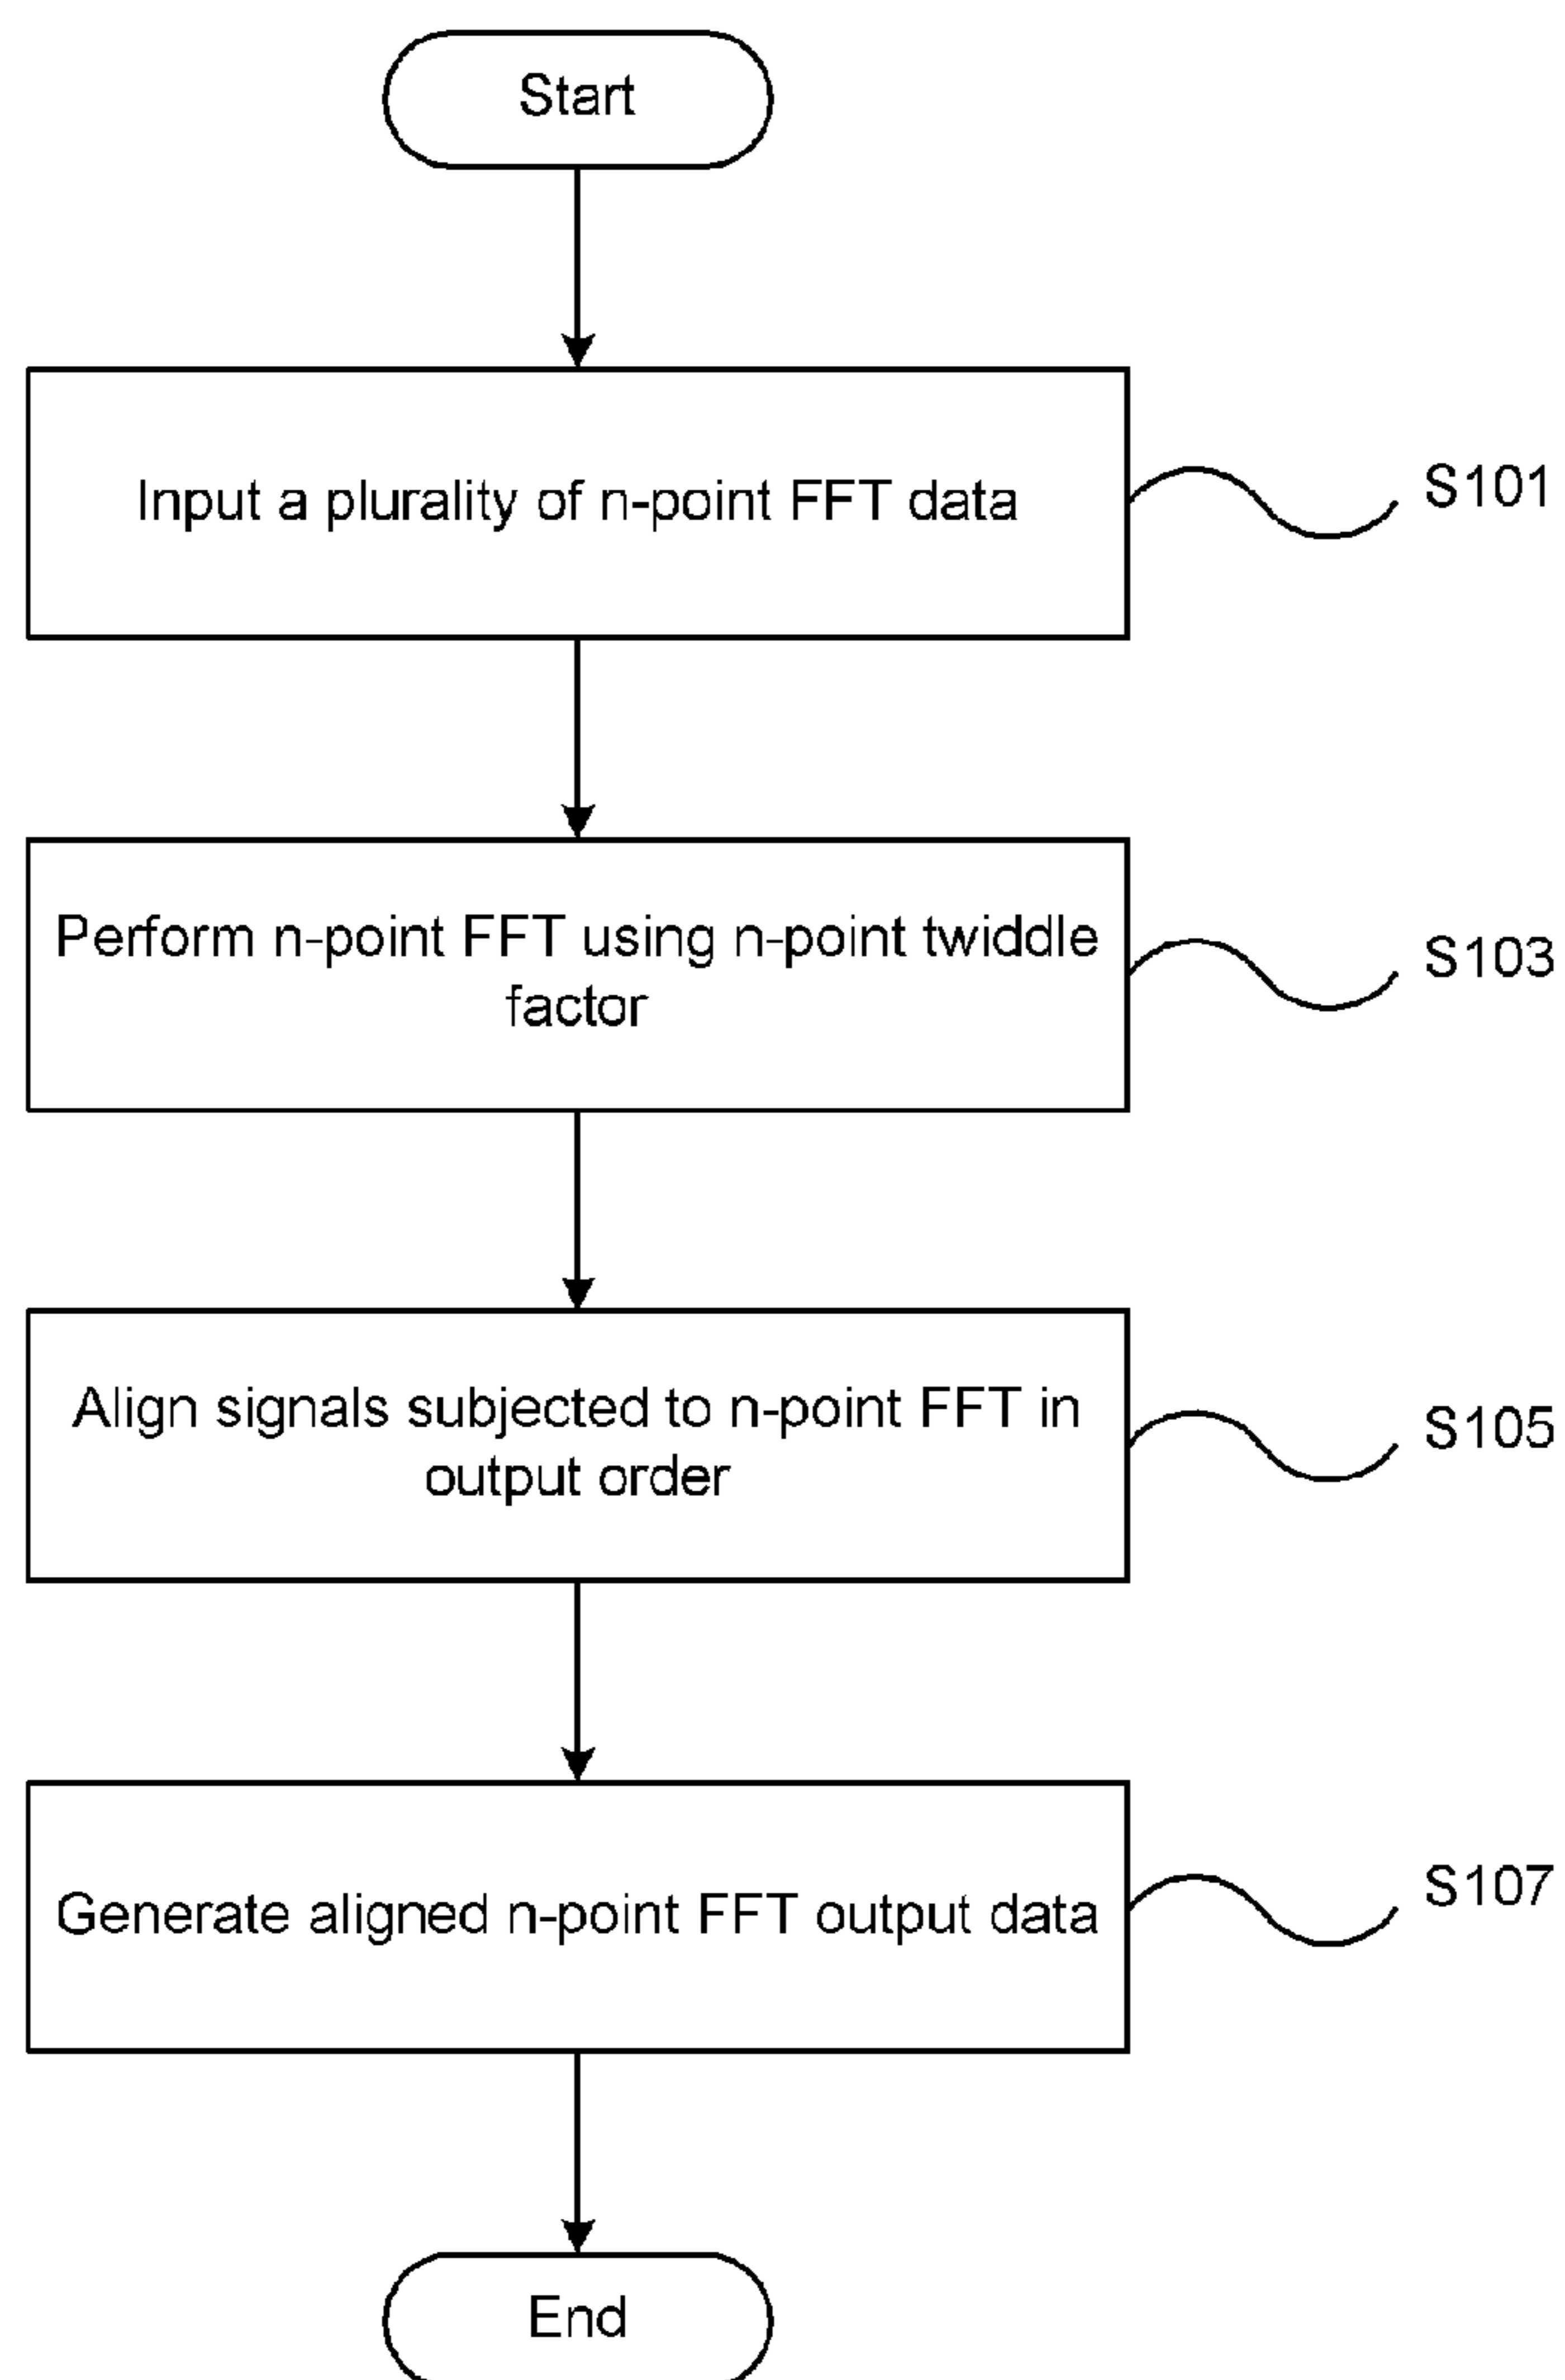 Start
Input a plurality of n-point FFT data
S101
Perform n-point FFT using n-point twiddle
factor
S103
Align signals subjected to n-point FFT in
output order
S105
Generate aligned n-point FFT output data
S107
End